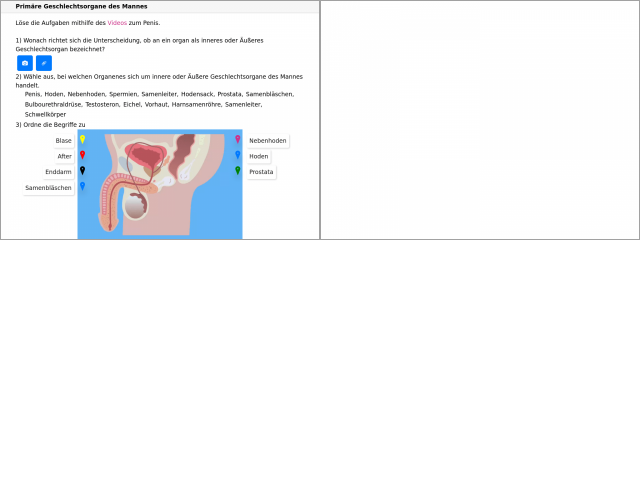 Primäre Geschlechtsorgane des Mannes
Löse die Aufgaben mithilfe des Videos zum Penis.
1) Wonach richtet sich die Unterscheidung, ob an ein organ als inneres oder Äußeres
Geschlechtsorgan bezeichnet?
2) Wähle aus, bei welchen Organenes sich um innere oder Äußere Geschlechtsorgane des Mannes
handelt.
Penis, Hoden, Nebenhoden, Spermien, Samenleiter, Hodensack, Prostata, Samenbläschen,
Bulbourethraldrüse, Testosteron, Eichel, Vorhaut, Harnsamenröhre, Samenleiter,
Schwellkörper
3) Ordne die Begriffe zu
Blase
After
Enddarm
Samenbläschen
Nebenhoden
Hoden
Prostata